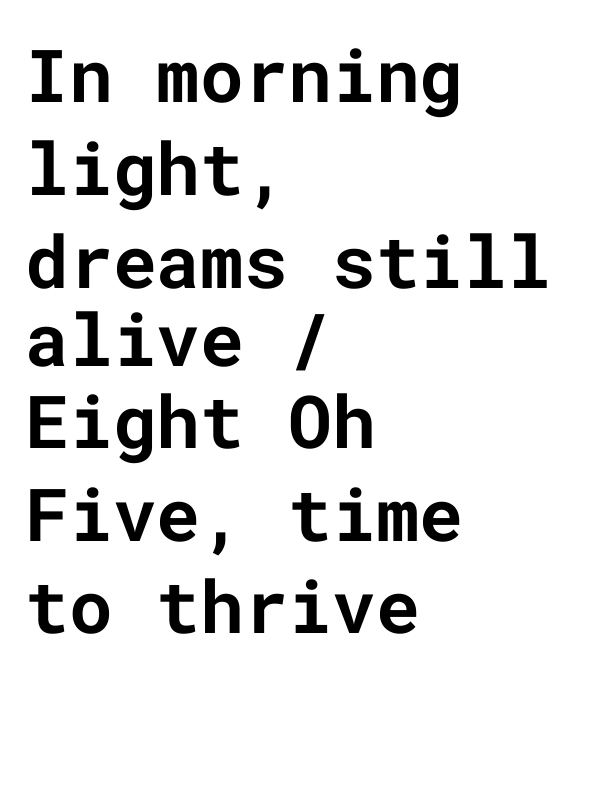 In morning
light,
dreams still
alive /
Eight Oh
Five, time
to thrive